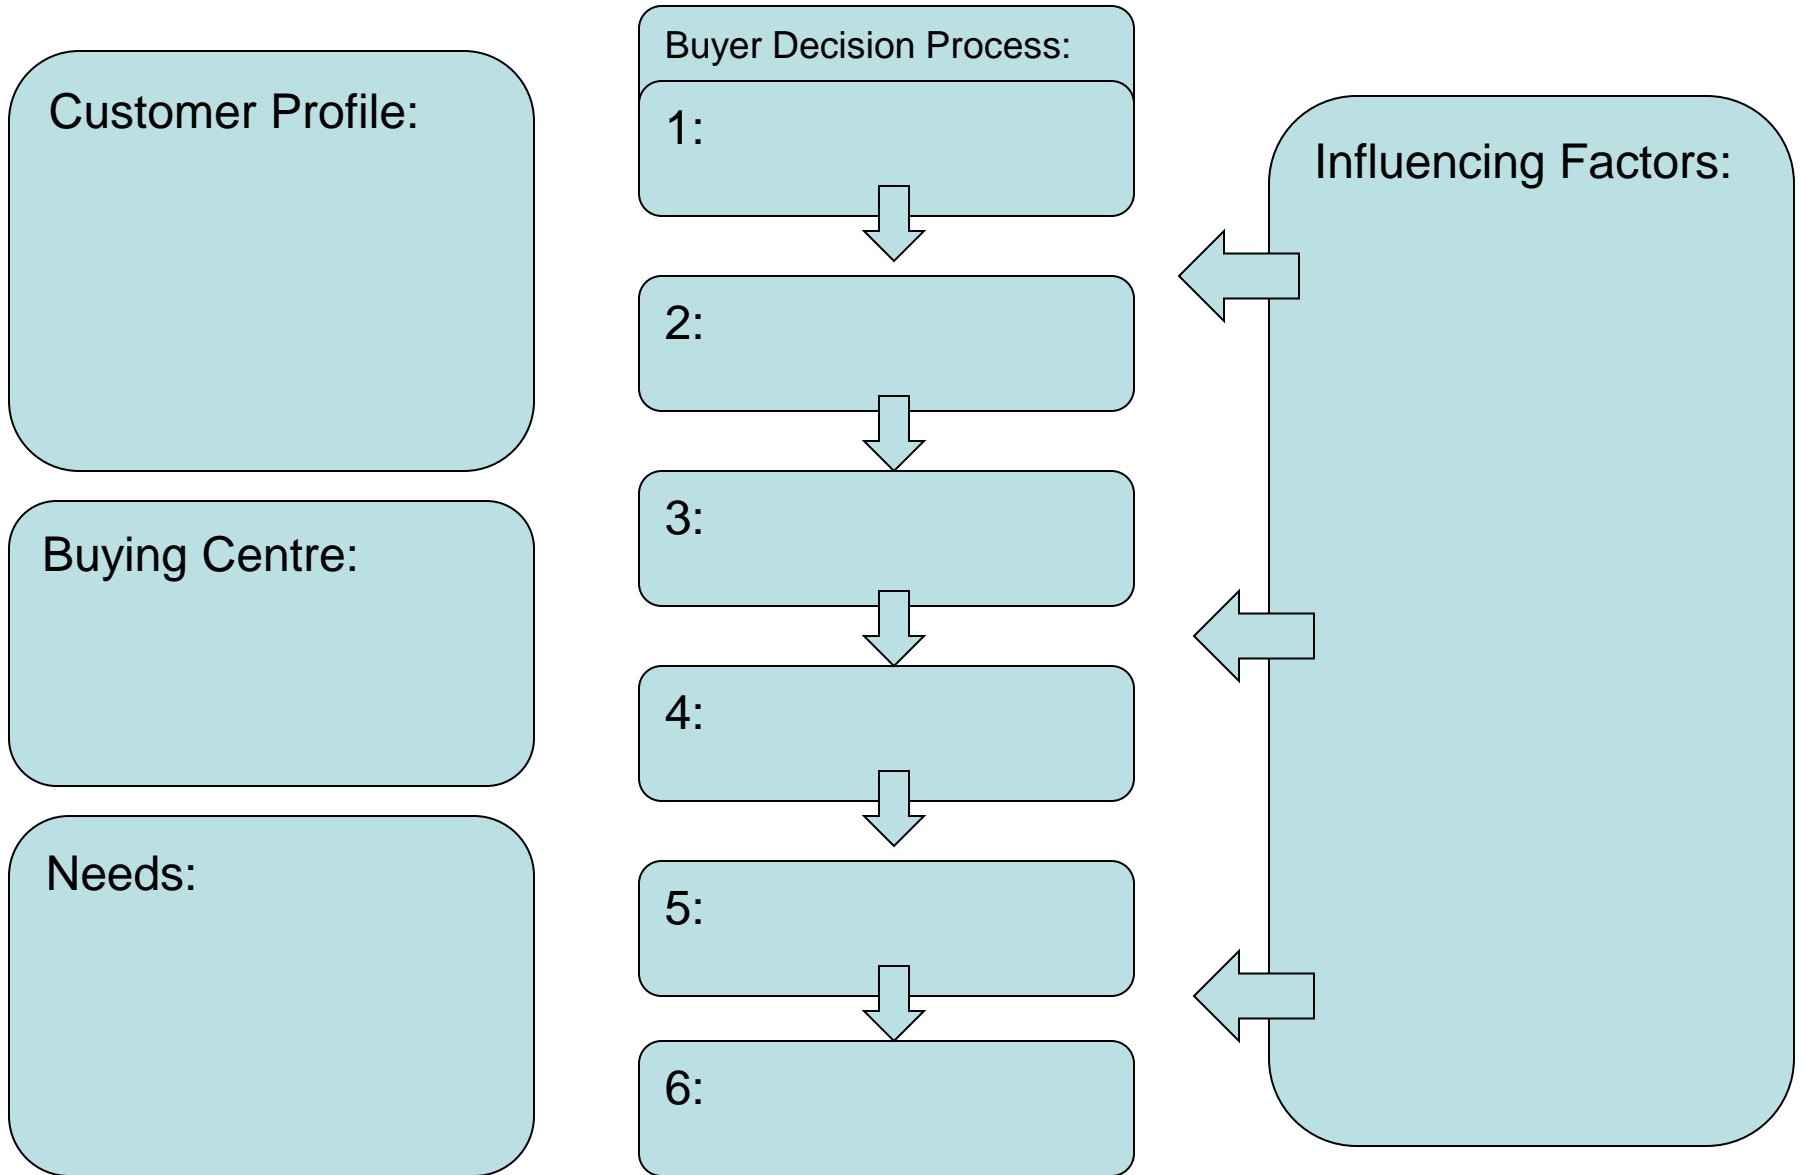 Customer Profile:
Buying Centre:
Needs:
Buyer Decision Process:
1:
2:
3:
4:
5:
6:
Influencing Factors: